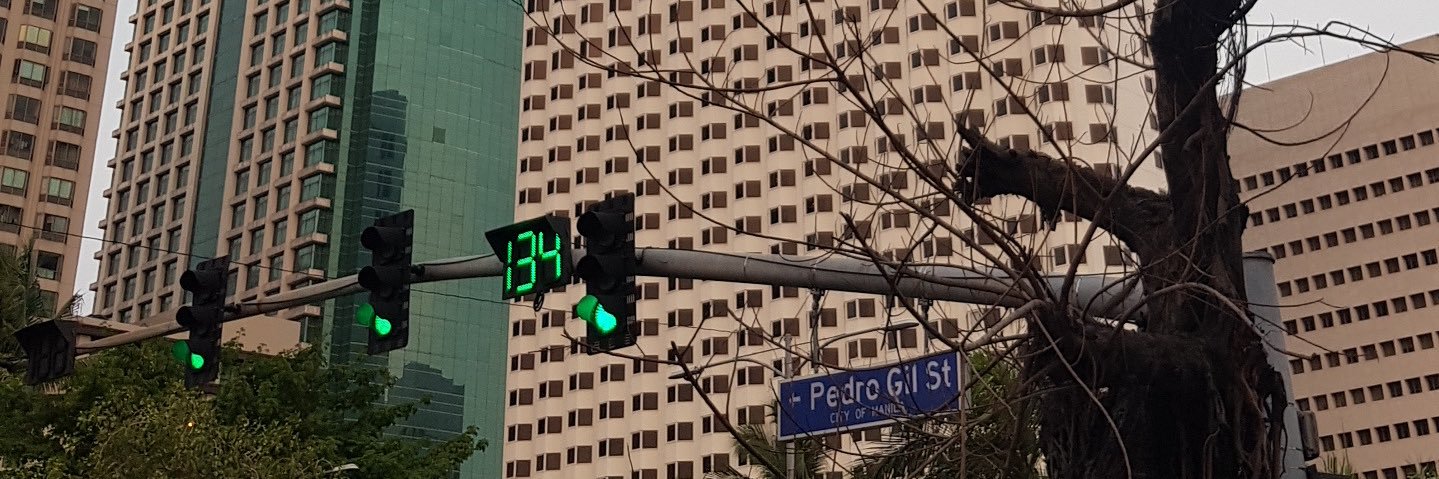 134
← Pedro Gil St
CITY OF MANILA